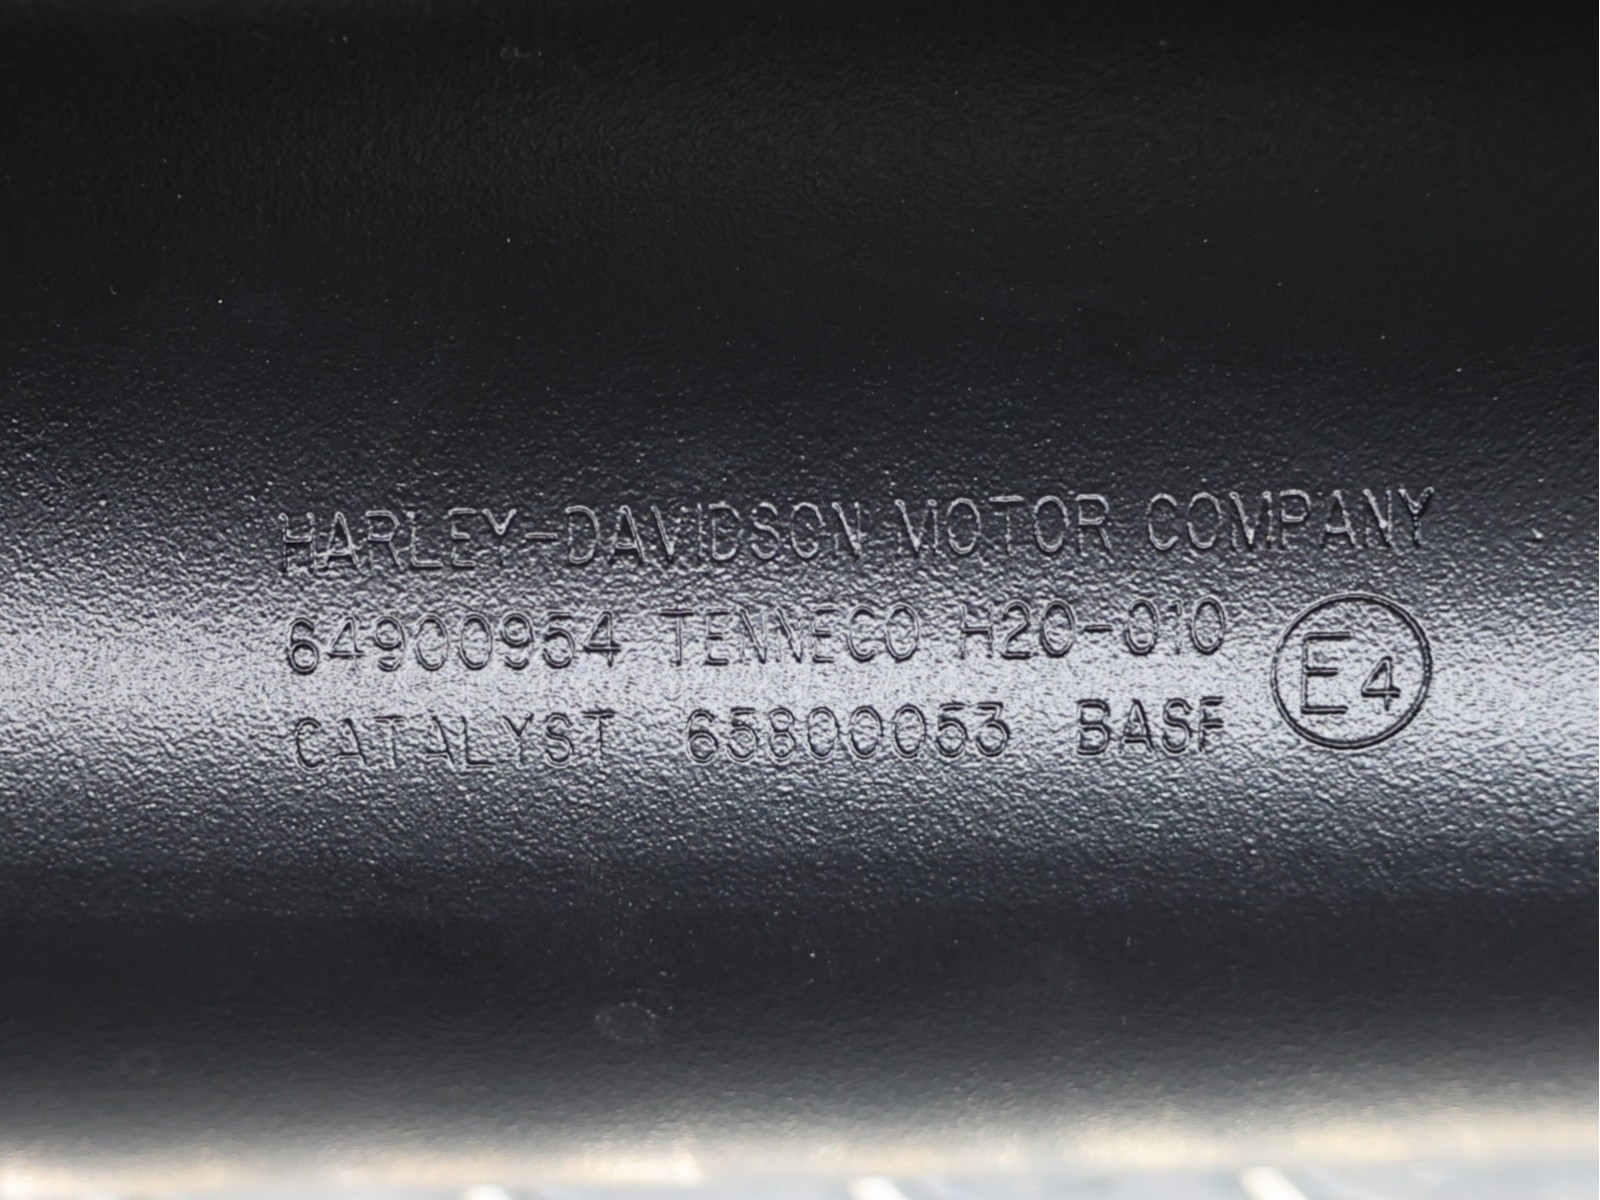 HARLEY-DAVIDSON MOTOR COMPANY
64900954 TENNECO H20-010
CATALYST 65800053 BASF
E4